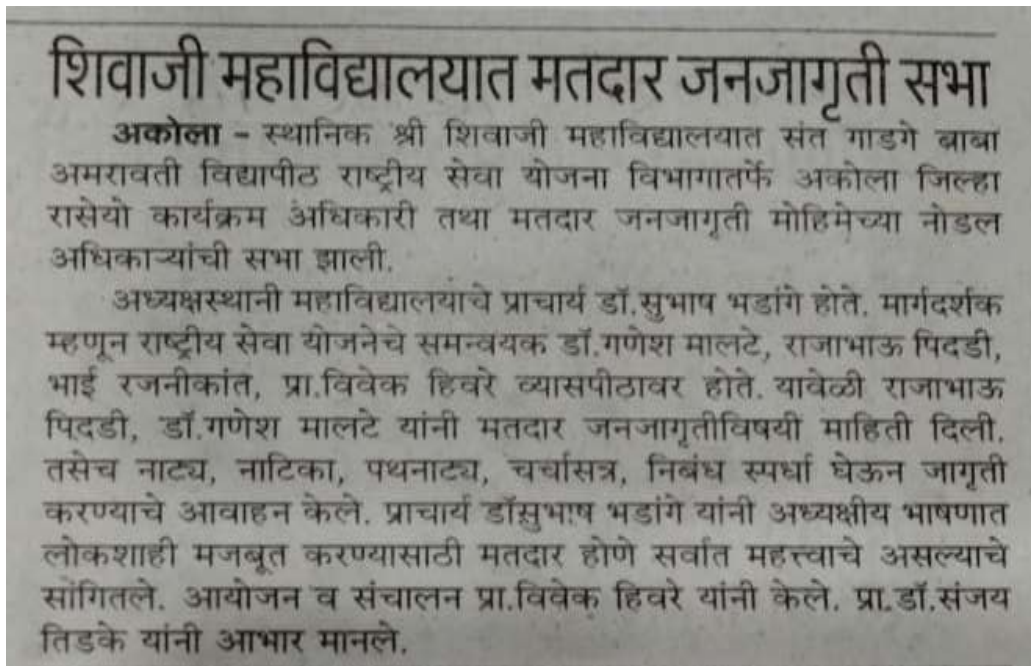 शिवाजी महाविद्यालयात मतदार जनजागृती सभा
अकोला - स्थानिक श्री शिवाजी महाविद्यालयात संत गाडगे बाबा
अमरावती विद्यापीठ राष्ट्रीय सेवा योजना विभागातर्फे अकोला जिल्हा
रासेयो कार्यक्रम अधिकारी तथा मतदार जनजागृती मोहिमेच्या नोडल
अधिकाऱ्यांची सभा झाली.
अध्यक्षस्थानी महाविद्यालयाचे प्राचार्य डॉ.सुभाष भडांगे होते. मार्गदर्शक
म्हणून राष्ट्रीय सेवा योजनेचे समन्वयक डॉ.गणेश मालटे, राजाभाऊ पिदडी,
भाई रजनीकांत, प्रा.विवेक हिवरे व्यासपीठावर होते. यावेळी राजाभाऊ
पिदडी, डॉ.गणेश मालटे यांनी मतदार जनजागृतीविषयी माहिती दिली.
तसेच नाट्य, नाटिका, पथनाट्य, चर्चासत्र, निबंध स्पर्धा घेऊन जागृती
करण्याचे आवाहन केले. प्राचार्य डॉसुभाष भडांगे यांनी अध्यक्षीय भाषणात
लोकशाही मजबूत करण्यासाठी मतदार होणे सर्वात महत्त्वाचे असल्याचे
सांगितले. आयोजन व संचालन प्रा.विवेक हिवरे यांनी केले. प्रा.डॉ.संजय
तिडके यांनी आभार मानले.